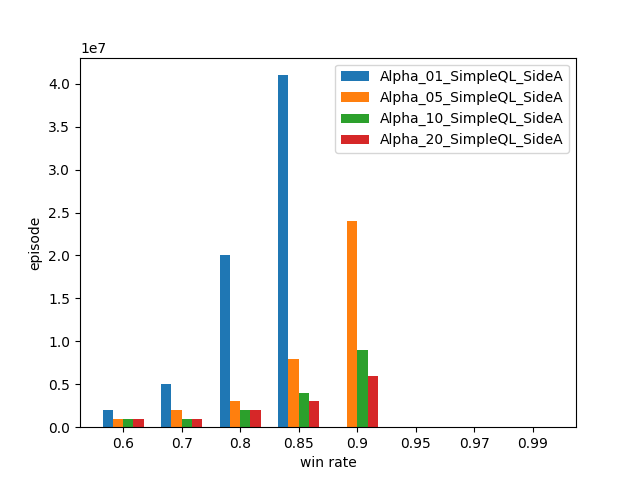 1e7
Alpha_01_SimpleQL_SideA
Alpha_05_SimpleQL_SideA
Alpha_10_SimpleQL_SideA
Alpha_20_SimpleQL_SideA
4.0
3.5
3.0
2.5
2.0
1.5
1.0
0.5
0.0
episode
0.6 0.7 0.8 0.85 0.9 0.95 0.97 0.99
win rate